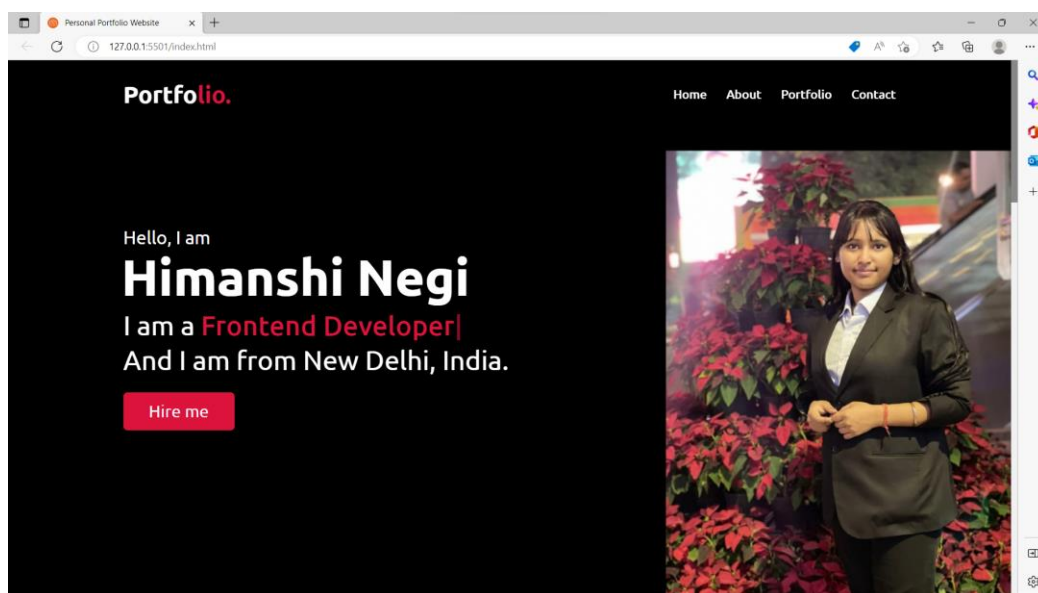 Personal Portfolio Website
127.0.0.1:5501/index.html
Portfolio.
Home About Portfolio Contact
Hello, I am
Himanshi Negi
I am a Frontend Developer|
And I am from New Delhi, India.
Hire me